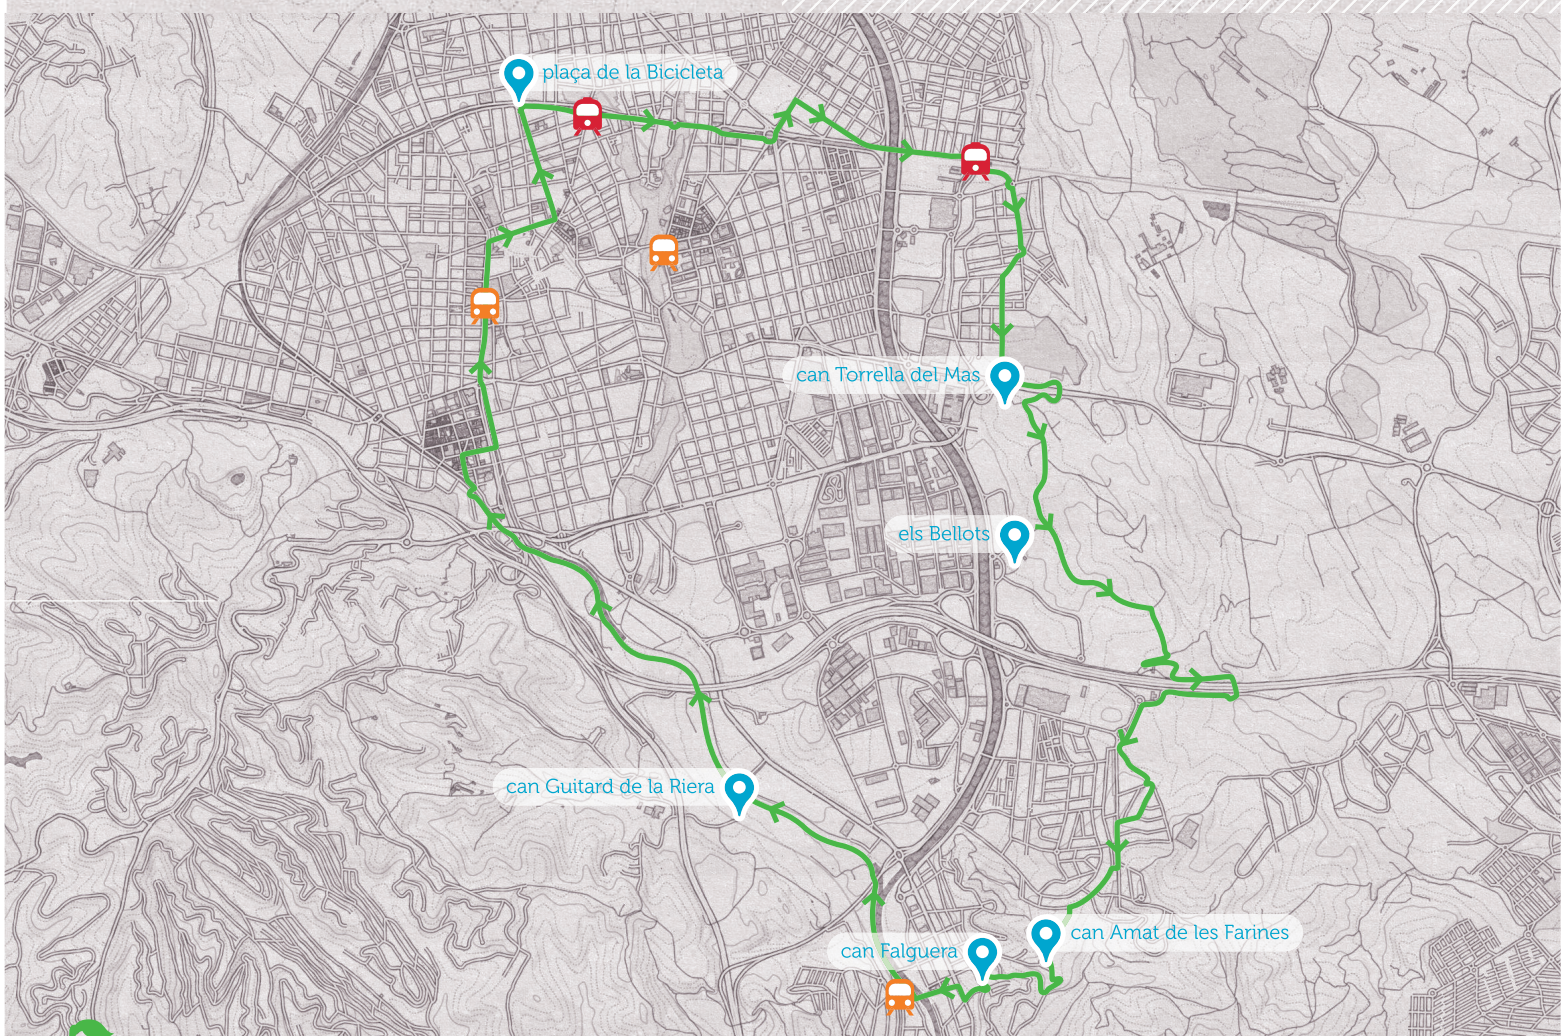 plaça de la Bicicleta
can Torrella del Mas
els Bellots
can Guitard de la Riera
can Amat de les Farines
can Falguera